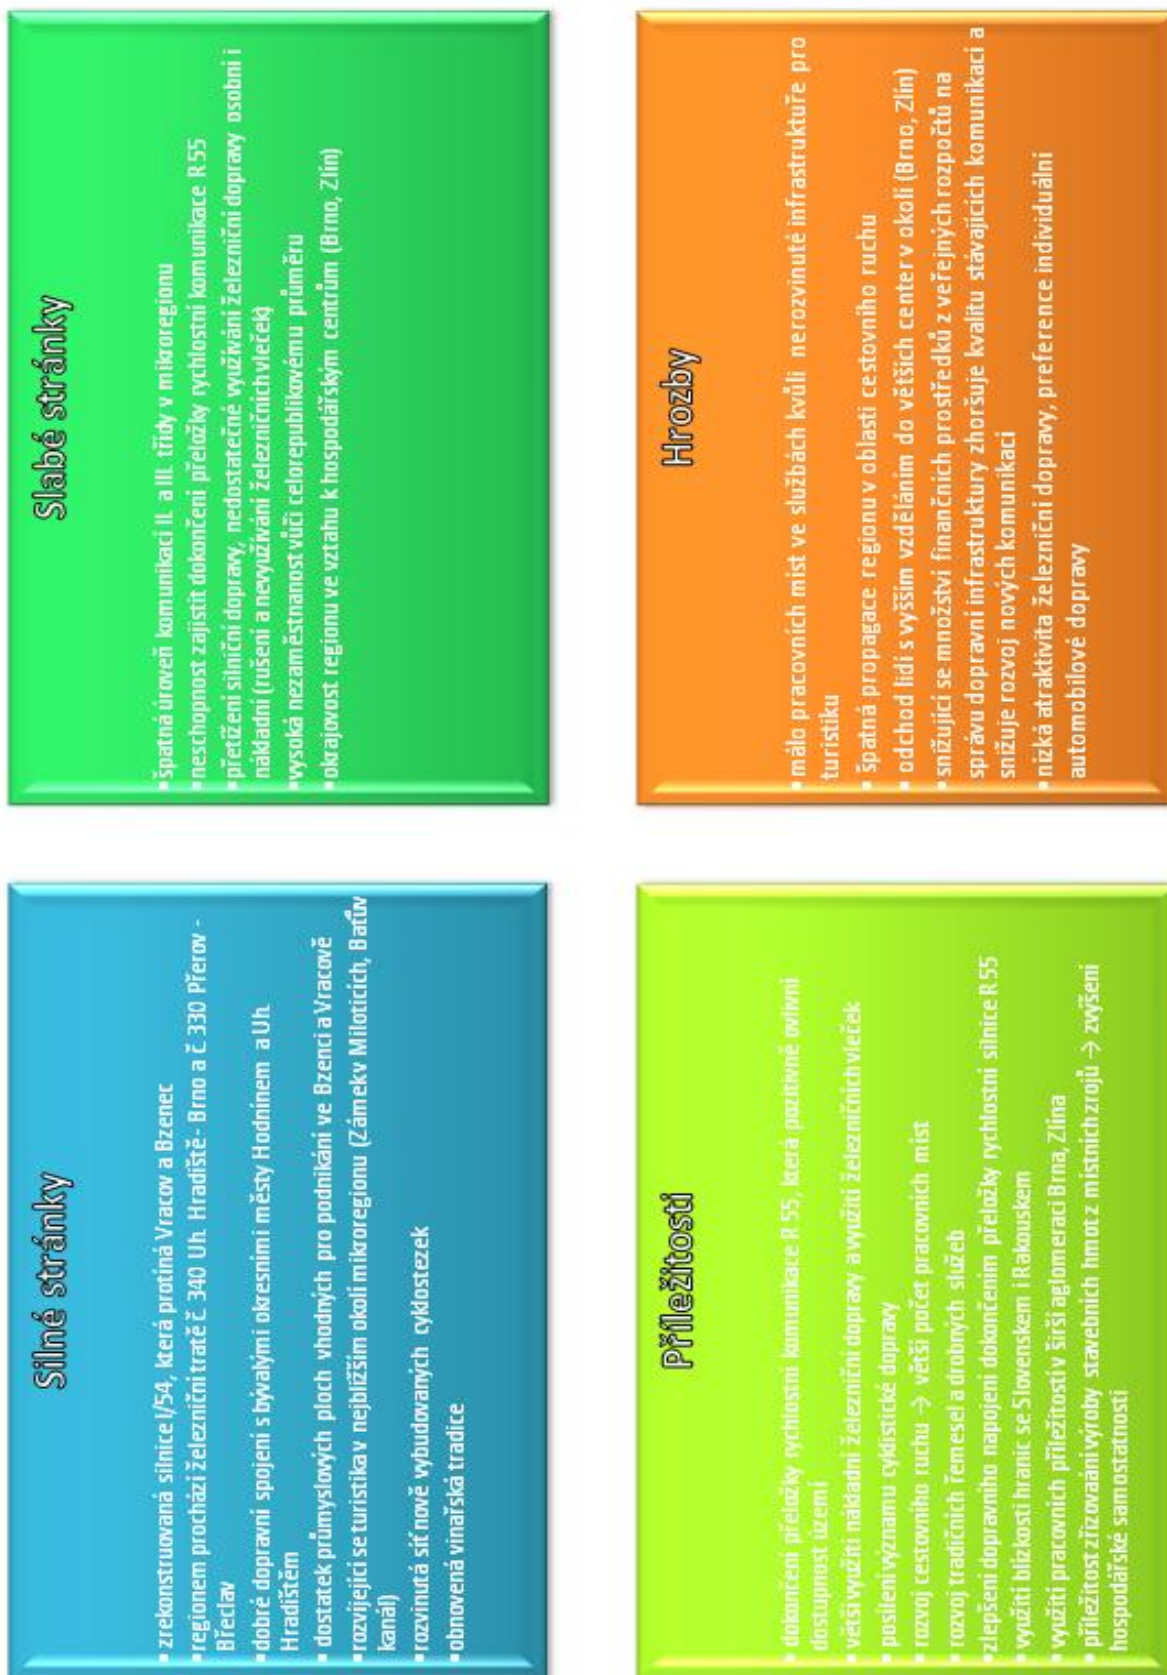 Silné stránky
▪ zrekonstruovaná silnice I/54, která protíná Vracov a Bzenec
▪regionem prochází železniční tratě č. 340 Uh. Hradiště - Brno a č. 330 Přerov -
Břeclav
▪dobré dopravní spojení s bývalými okresními městy Hodnínem a Uh.
Hradištěm
▪ dostatek průmyslových ploch vhodných pro podnikání ve Bzenci a Vracově
▪rozvíjející se turistika v nejbližším okolí mikroregionu (Zámek v Miloticích, Baťův
kanál)
▪rozvinutá síť nově vybudovaných cyklostezek
▪obnovená vinařská tradice
Slabé stránky
▪špatná úroveň komunikací II. a III. třídy v mikroregionu
▪neschopnost zajistit dokončení přeložky rychlostní komunikace R55
▪přetížení silniční dopravy, nedostatečné využívání železniční dopravy osobní i
nákladní (rušení a nevyužívání železničních vleček)
▪vysoká nezaměstnanost vůči celorepublikovému průměru
▪okrajovost regionu ve vztahu k hospodářským centrům (Brno, Zlín)
Příležitosti
▪ dokončení přeložky rychlostní komunikace R 55, která pozitivně ovlivní
dostupnost území
▪ větší využití nákladní železniční dopravy a využití železničních vleček
▪ posílení významu cyklistické dopravy
▪ rozvoj cestovního ruchu → větší počet pracovních míst
▪ rozvoj tradičních řemesel a drobných služeb
▪zlepšení dopravního napojení dokončením přeložky rychlostní silnice R55
▪ využití blízkosti hranic se Slovenskem i Rakouskem
▪ využití pracovních příležitostí v širší aglomeraci Brna, Zlína
▪ příležitost zřizování výroby stavebních hmot z místních zrojů → zvýšení
hospodářské samostatnosti
Hrozby
▪ málo pracovních míst ve službách kvůli nerozvinuté infrastruktuře pro
turistiku
▪ špatná propagace regionu v oblasti cestovního ruchu
▪ odchod lidí s vyšším vzděláním do větších center v okolí (Brno, Zlín)
▪ snižující se množství finančních prostředků z veřejných rozpočtů na
správu dopravní infrastruktury zhoršuje kvalitu stávajících komunikací a
snižuje rozvoj nových komunikací
▪ nízká atraktivita železniční dopravy, preference individuální
automobilové dopravy